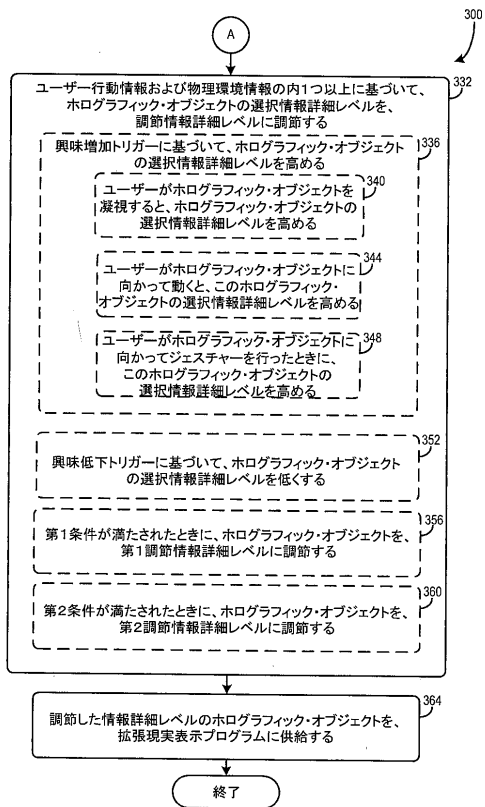 300
A
332
ユーザー行動情報および物理環境情報の内1つ以上に基づいて、
ホログラフィック・オブジェクトの選択情報詳細レベルを、
調節情報詳細レベルに調節する
336
興味増加トリガーに基づいて、ホログラフィック・オブジェクト
の選択情報詳細レベルを高める
340
ユーザーがホログラフィック・オブジェクトを
凝視すると、ホログラフィック・オブジェクトの
選択情報詳細レベルを高める
344
ユーザーがホログラフィック・オブジェクトに
向かって動くと、このホログラフィック・
オブジェクトの選択情報詳細レベルを高める
348
ユーザーがホログラフィック・オブジェクトに
向かってジェスチャーを行ったときに、
このホログラフィック・オブジェクトの
選択情報詳細レベルを高める
352
興味低下トリガーに基づいて、ホログラフィック・オブジェクト
の選択情報詳細レベルを低くする
356
第1条件が満たされたときに、ホログラフィック・オブジェクトを、
第1調節情報詳細レベルに調節する
360
第2条件が満たされたときに、ホログラフィック・オブジェクトを、
第2調節情報詳細レベルに調節する
364
調節した情報詳細レベルのホログラフィック・オブジェクトを、
拡張現実表示プログラムに供給する
終了